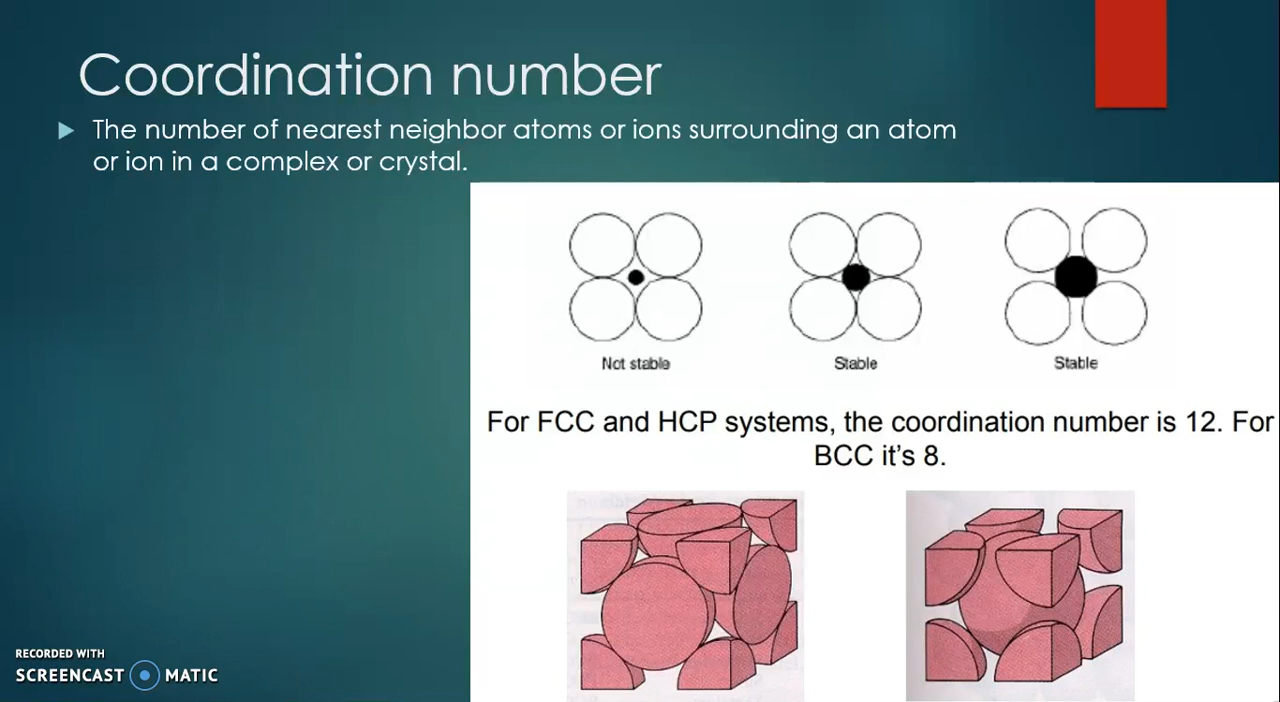 Coordination number
The number of nearest neighbor atoms or ions surrounding an atom
or ion in a complex or crystal.
Not stable
Stable
Stable
For FCC and HCP systems, the coordination number is 12. For
BCC it's 8.
RECORDED WITH
SCREENCAST MATIC